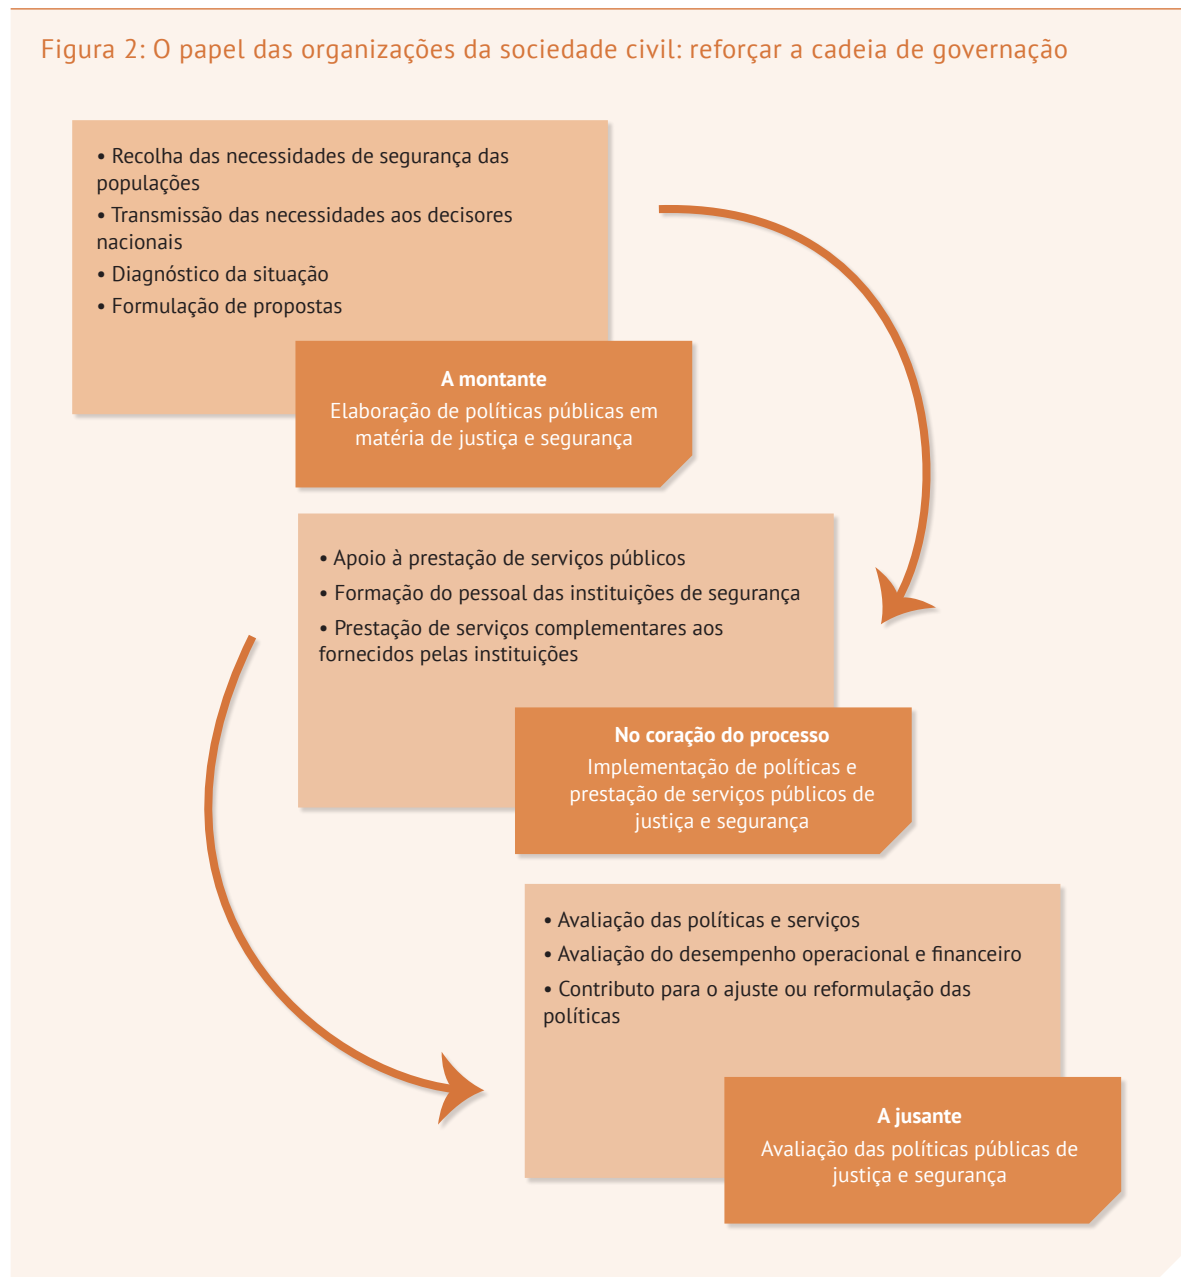 Figura 2: O papel das organizações da sociedade civil: reforçar a cadeia de governação
• Recolha das necessidades de segurança das
populações
• Transmissão das necessidades aos decisores
nacionais
• Diagnóstico da situação
• Formulação de propostas
A montante
Elaboração de políticas públicas em
matéria de justiça e segurança
• Apoio à prestação de serviços públicos
• Formação do pessoal das instituições de segurança
• Prestação de serviços complementares aos
fornecidos pelas instituições
No coração do processo
Implementação de políticas e
prestação de serviços públicos de
justiça e segurança
• Avaliação das políticas e serviços
• Avaliação do desempenho operacional e financeiro
• Contributo para o ajuste ou reformulação das
políticas
A jusante
Avaliação das políticas públicas de
justiça e segurança